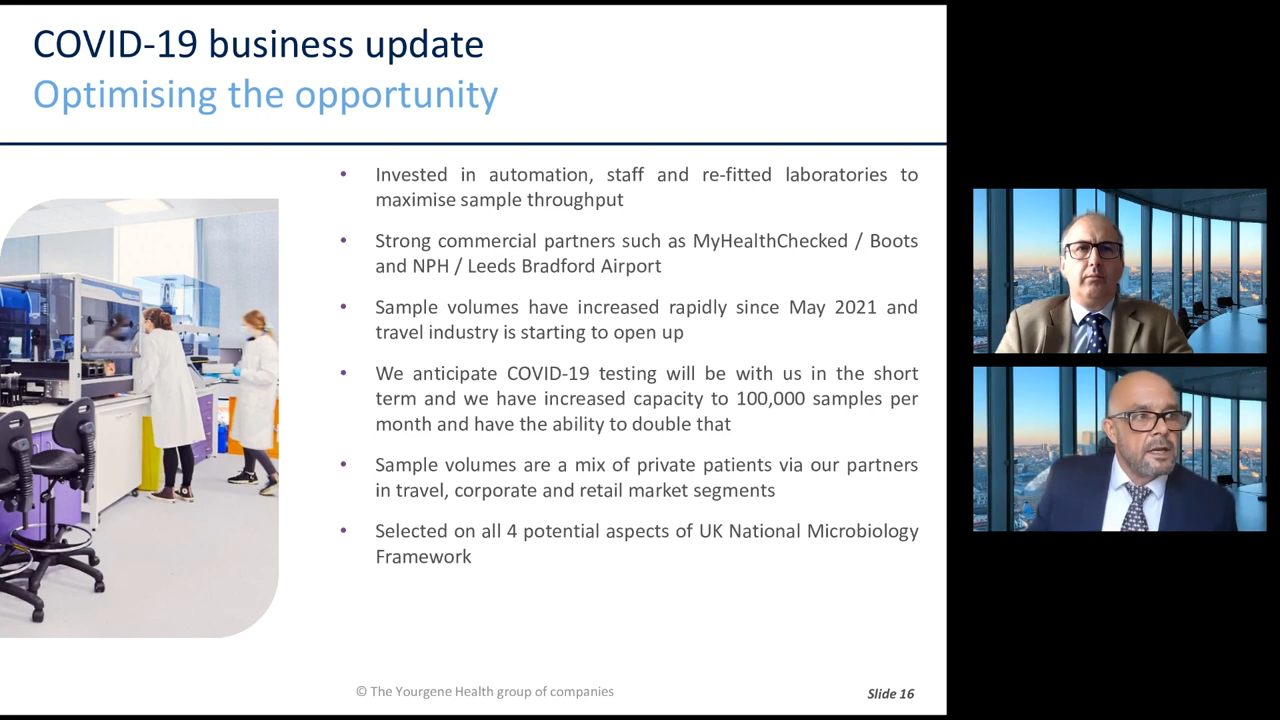 COVID-19 business update
Optimising the opportunity
• Invested in automation, staff and re-fitted laboratories to
maximise sample throughput
• Strong commercial partners such as MyHealthChecked / Boots
and NPH / Leeds Bradford Airport
• Sample volumes have increased rapidly since May 2021 and
travel industry is starting to open up
• We anticipate COVID-19 testing will be with us in the short
term and we have increased capacity to 100,000 samples per
month and have the ability to double that
• Sample volumes are a mix of private patients via our partners
in travel, corporate and retail market segments
• Selected on all 4 potential aspects of UK National Microbiology
Framework
© The Yourgene Health group of companies
Slide 16